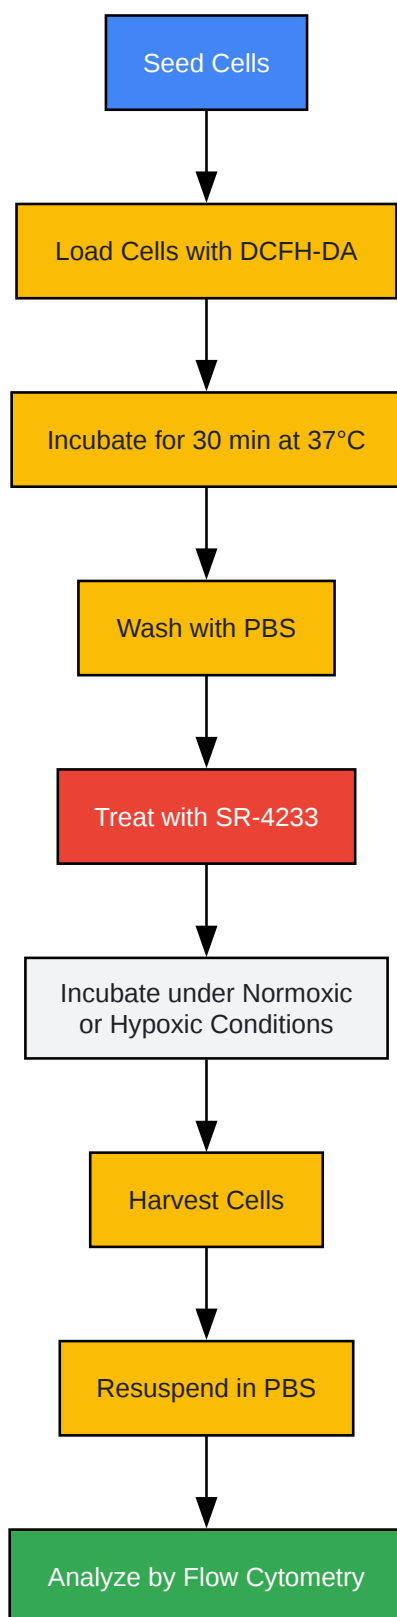 Seed Cells
Load Cells with DCFH-DA
Incubate for 30 min at 37°C
Wash with PBS
Treat with SR-4233
Incubate under Normoxic
or Hypoxic Conditions
Harvest Cells
Resuspend in PBS
Analyze by Flow Cytometry